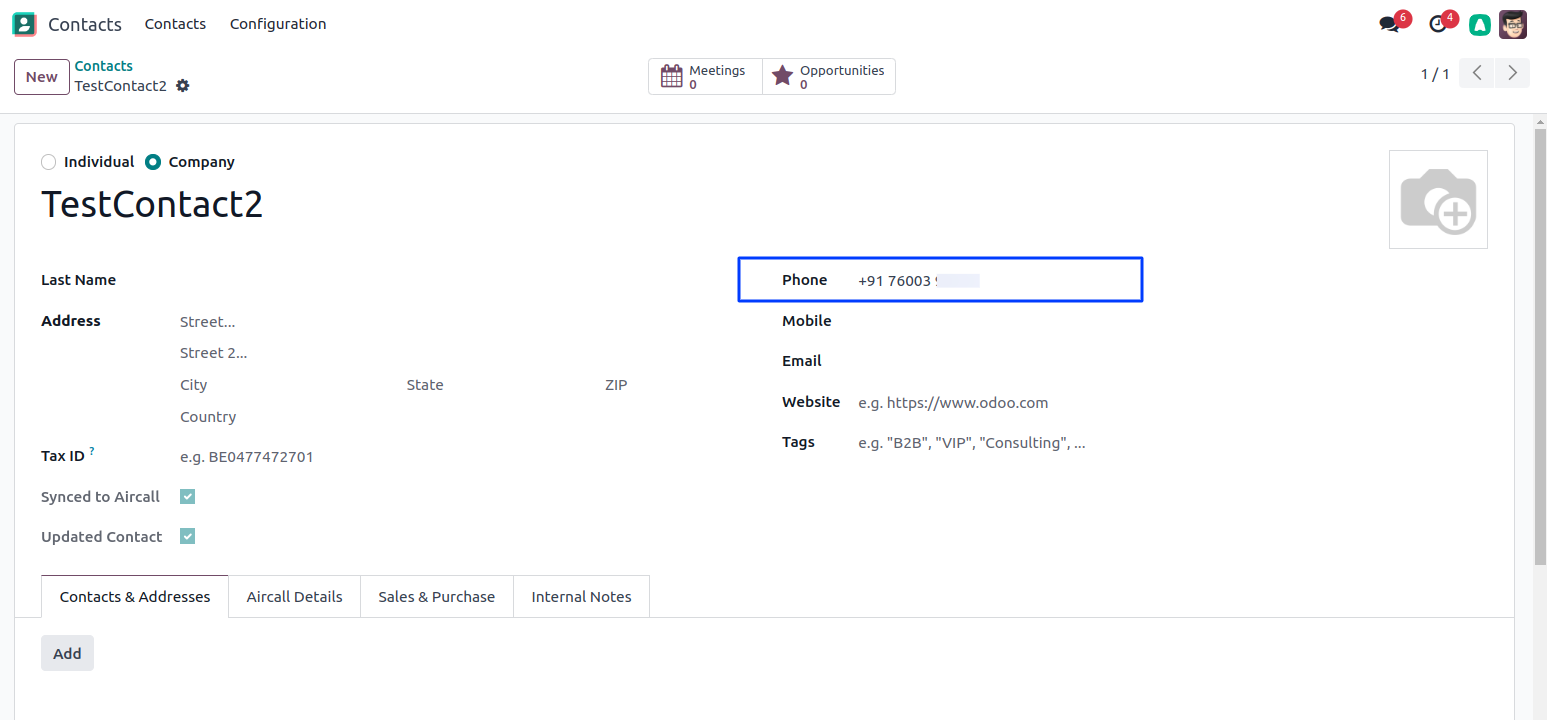 Contacts Contacts Configuration 6 4
New Contacts Meetings Opportunities
TestContact2 0 0 1 / 1
Individual Company
TestContact2
Last Name Phone +91 76003
Address Street... Mobile
Street 2... Email
City State ZIP Website e.g. https://www.odoo.com
Country
Tags e.g. "B2B", "VIP", "Consulting", ...
Tax ID ? e.g. BE0477472701
Synced to Aircall
Updated Contact
Contacts & Addresses Aircall Details Sales & Purchase Internal Notes
Add